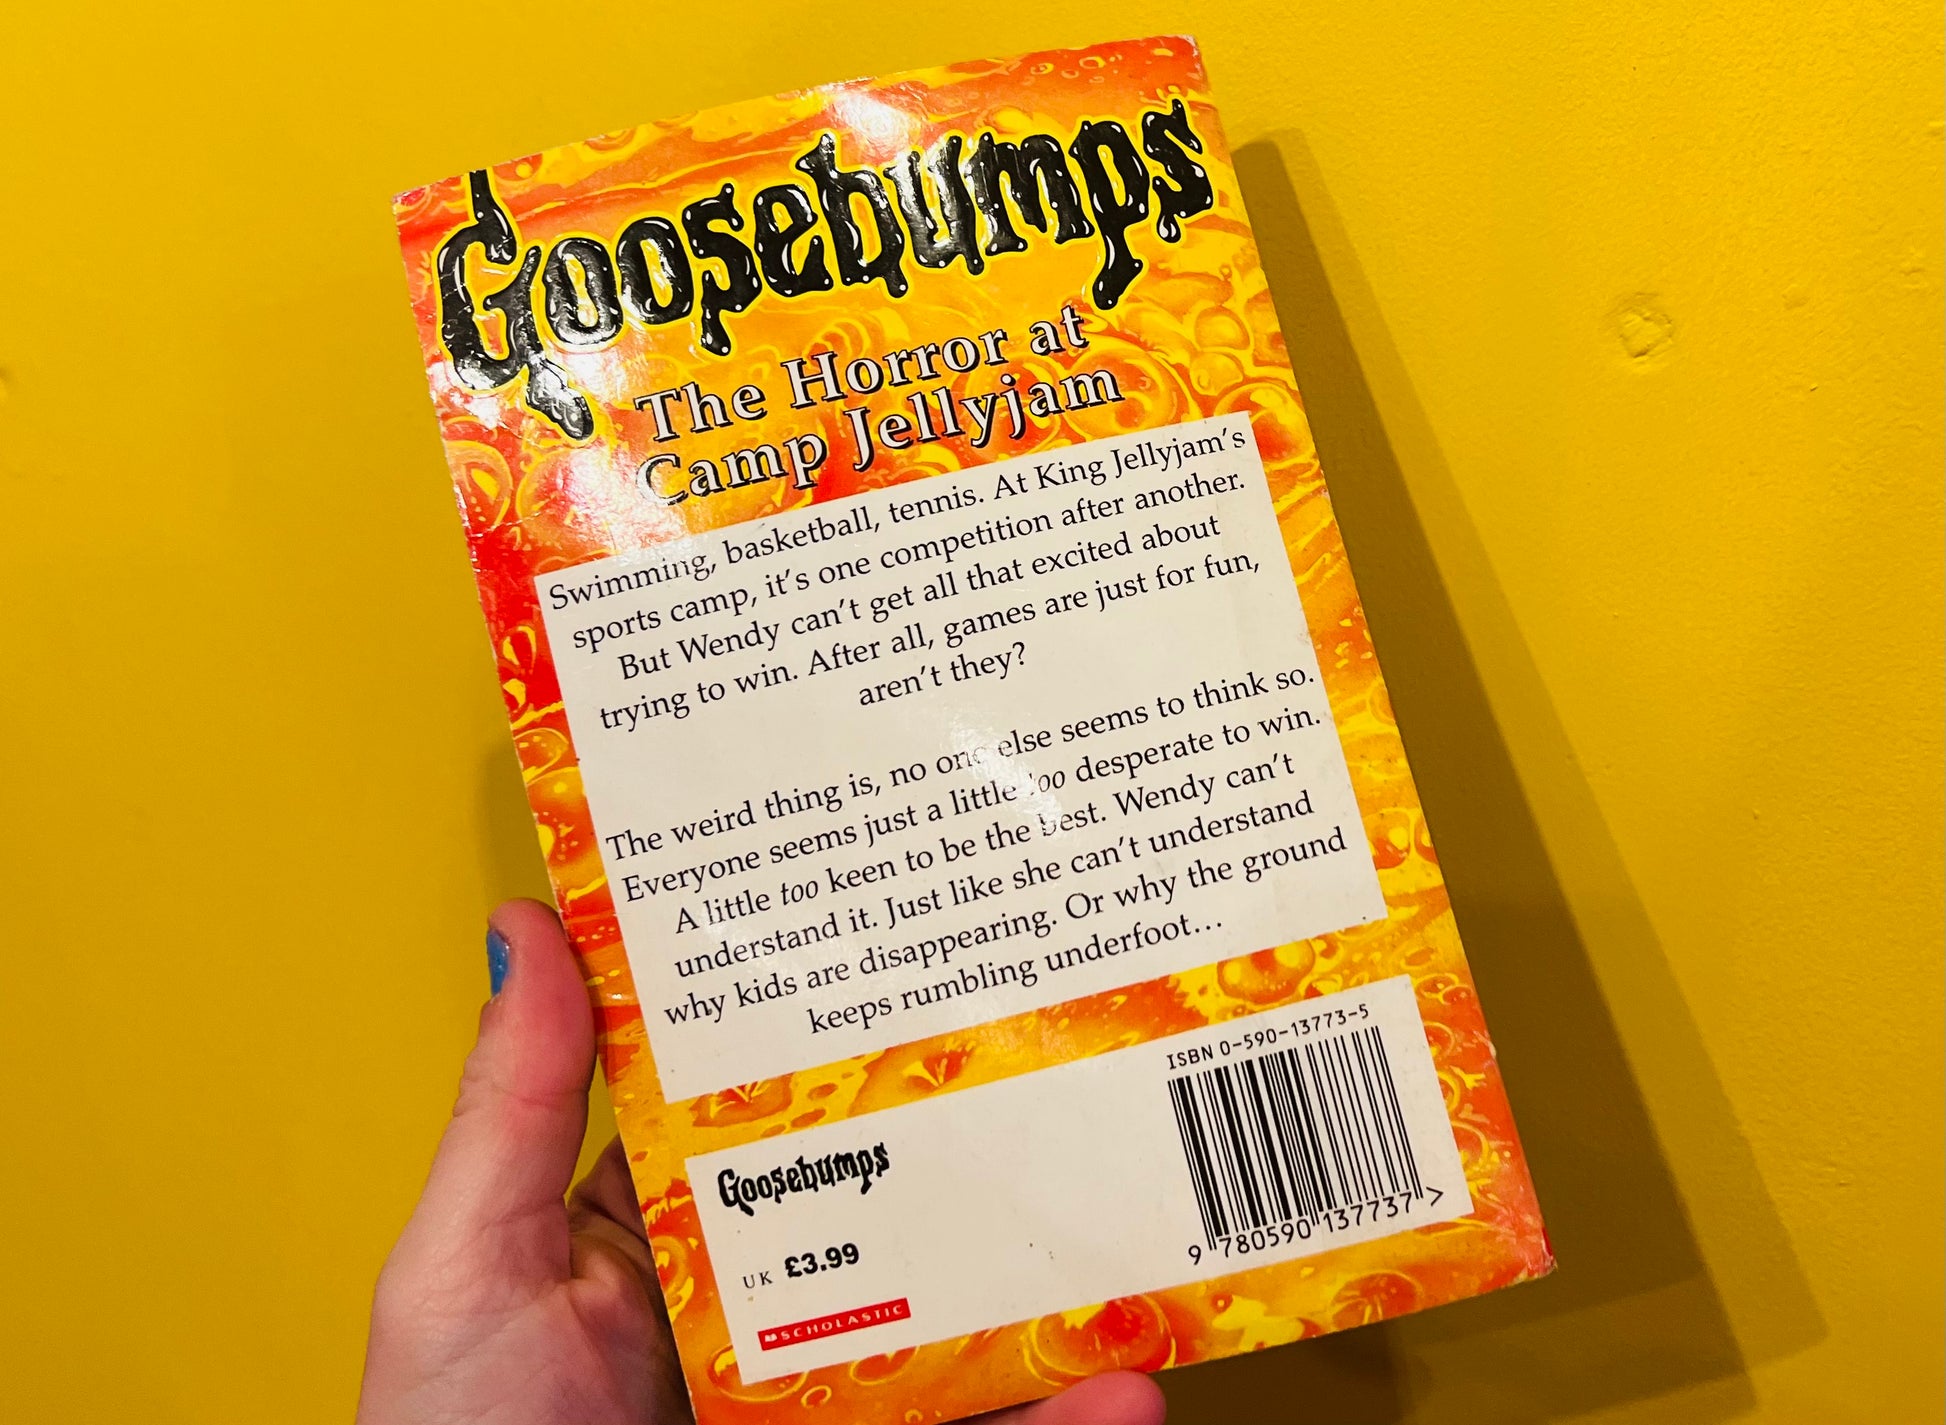 Goosebumps
The Horror at
Camp Jellyjam
Swimming, basketball, tennis. At King Jellyjam's
sports camp, it's one competition after another.
But Wendy can't get all that excited about
trying to win. After all, games are just for fun,
aren't they?
The weird thing is, no one else seems to think so.
Everyone seems just a little too desperate to win.
A little too keen to be the best. Wendy can't
understand it. Just like she can't understand
why kids are disappearing. Or why the ground
keeps rumbling underfoot...
ISBN 0-590-13773-5
9 780590 137737 >
Goosebumps
UK £3.99
SCHOLASTIC